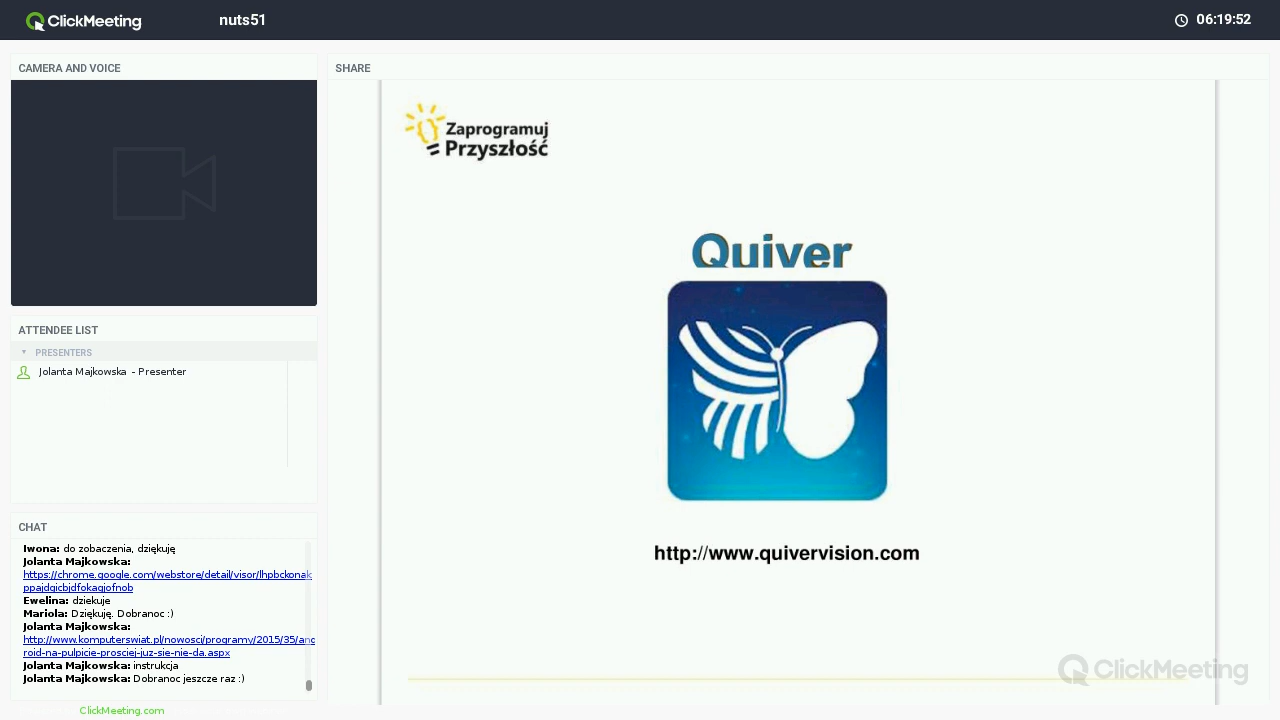 ClickMeeting
nuts51
06:19:52
CAMERA AND VOICE
SHARE
Zaprogramuj
Przyszłość
Quiver
http://www.quivervision.com
ATTENDEE LIST
PRESENTERS
Jolanta Majkowska - Presenter
CHAT
Iwona: do zobaczenia, dziękuję
Jolanta Majkowska:
https://chrome.google.com/webstore/detail/visor/lhpbckonak
ppajdgicbjdfokagjofnob
Ewelina: dziekuje
Mariola: Dziękuję. Dobranoc :)
Jolanta Majkowska:
http://www.komputerswiat.pl/nowosci/programy/2015/35/and
roid-na-pulpicie-prosciej-juz-sie-nie-da.aspx
Jolanta Majkowska: instrukcja
Jolanta Majkowska: Dobranoc jeszcze raz :)
ClickMeeting
ClickMeeting.com